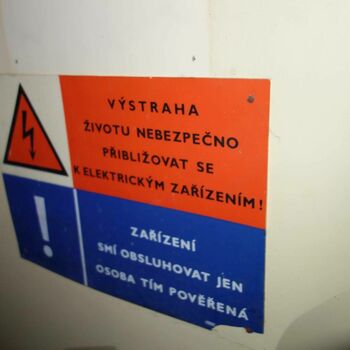 VÝSTRAHA
ŽIVOTU NEBEZPEČNO
PŘIBLIŽOVAT SE
K ELEKTRICKÝM ZAŘÍZENÍM!
!
ZAŘÍZENÍ
SMÍ OBSLUHOVAT JEN
OSOBA TÍM POVĚŘENÁ